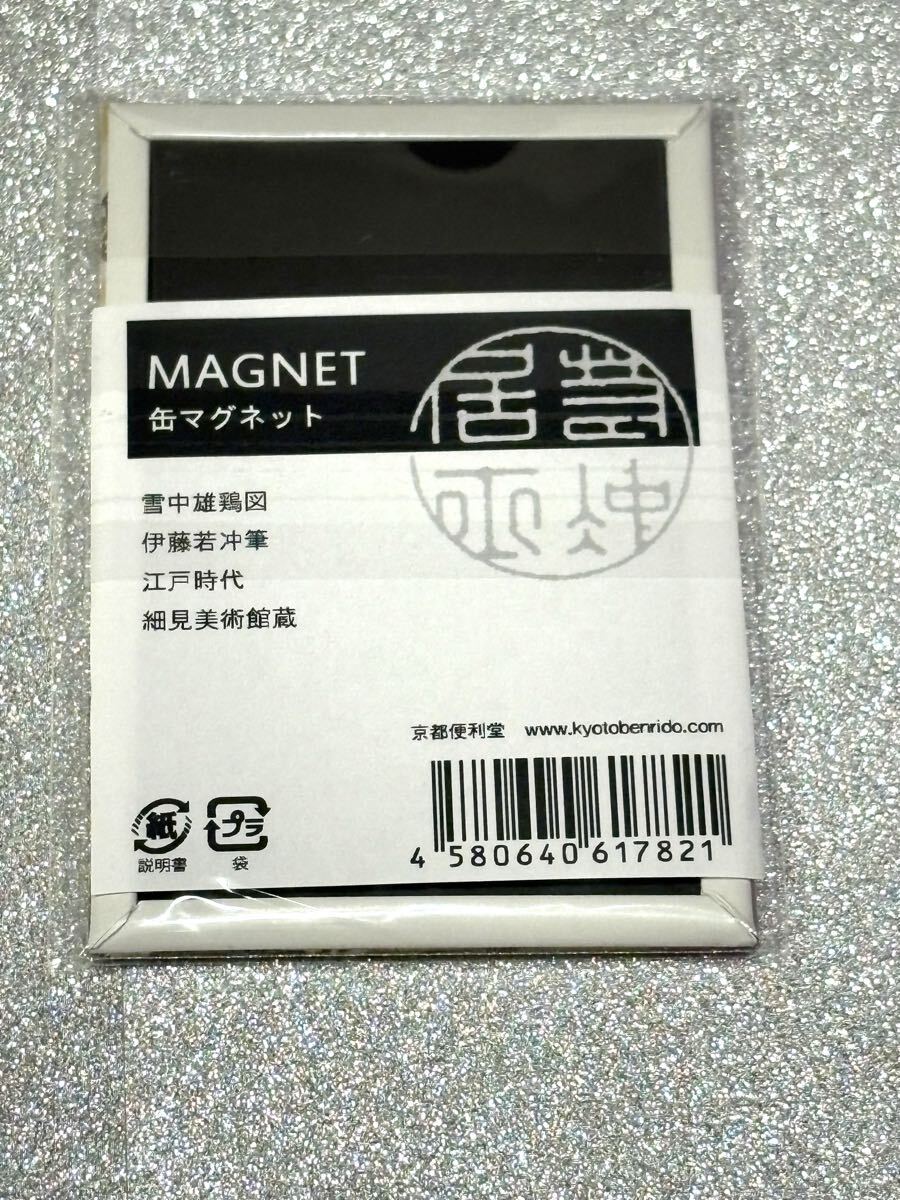 MAGNET
缶マグネット
雪中雄鶏図
伊藤若冲筆
江戸時代
細見美術館蔵
京都便利堂 www.kyotobenrido.com
紙
説明書
プラ
袋
4 580640 617821